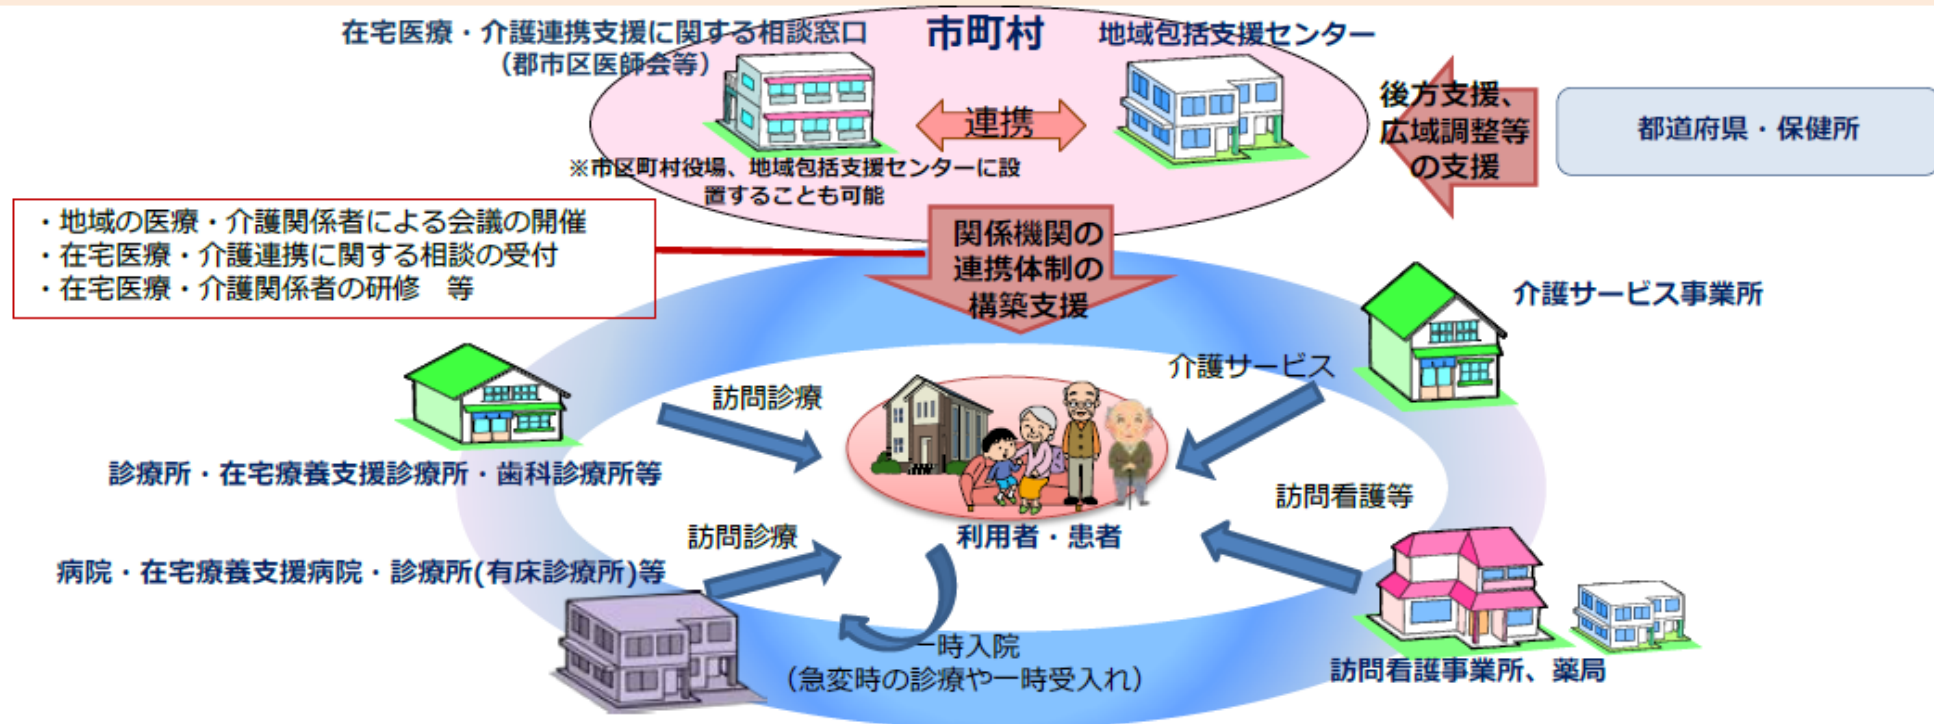 市町村
在宅医療・介護連携支援に関する相談窓口
（郡市区医師会等）
地域包括支援センター
連携
※市区町村役場、地域包括支援センターに設
置することも可能
後方支援、
広域調整等
の支援
都道府県・保健所
・地域の医療・介護関係者による会議の開催
・在宅医療・介護連携に関する相談の受付
・在宅医療・介護関係者の研修　等
関係機関の
連携体制の
構築支援
介護サービス事業所
介護サービス
訪問診療
診療所・在宅療養支援診療所・歯科診療所等
訪問看護等
利用者・患者
訪問診療
病院・在宅療養支援病院・診療所(有床診療所)等
一時入院
（急変時の診療や一時受入れ）
訪問看護事業所、薬局